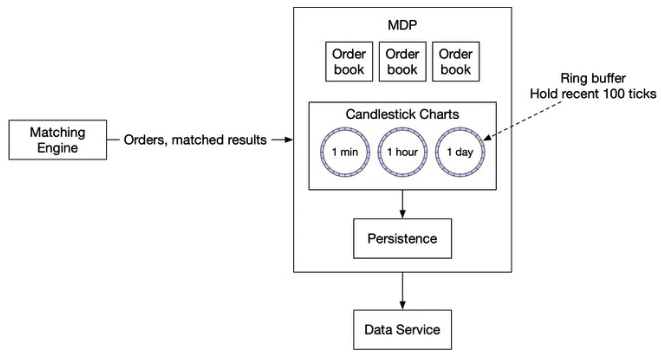 MDP
Order
book
Order
book
Order
book
Ring buffer
Hold recent 100 ticks
Candlestick Charts
Matching
Engine
Orders, matched results
1 min
1 hour
1 day
Persistence
Data Service